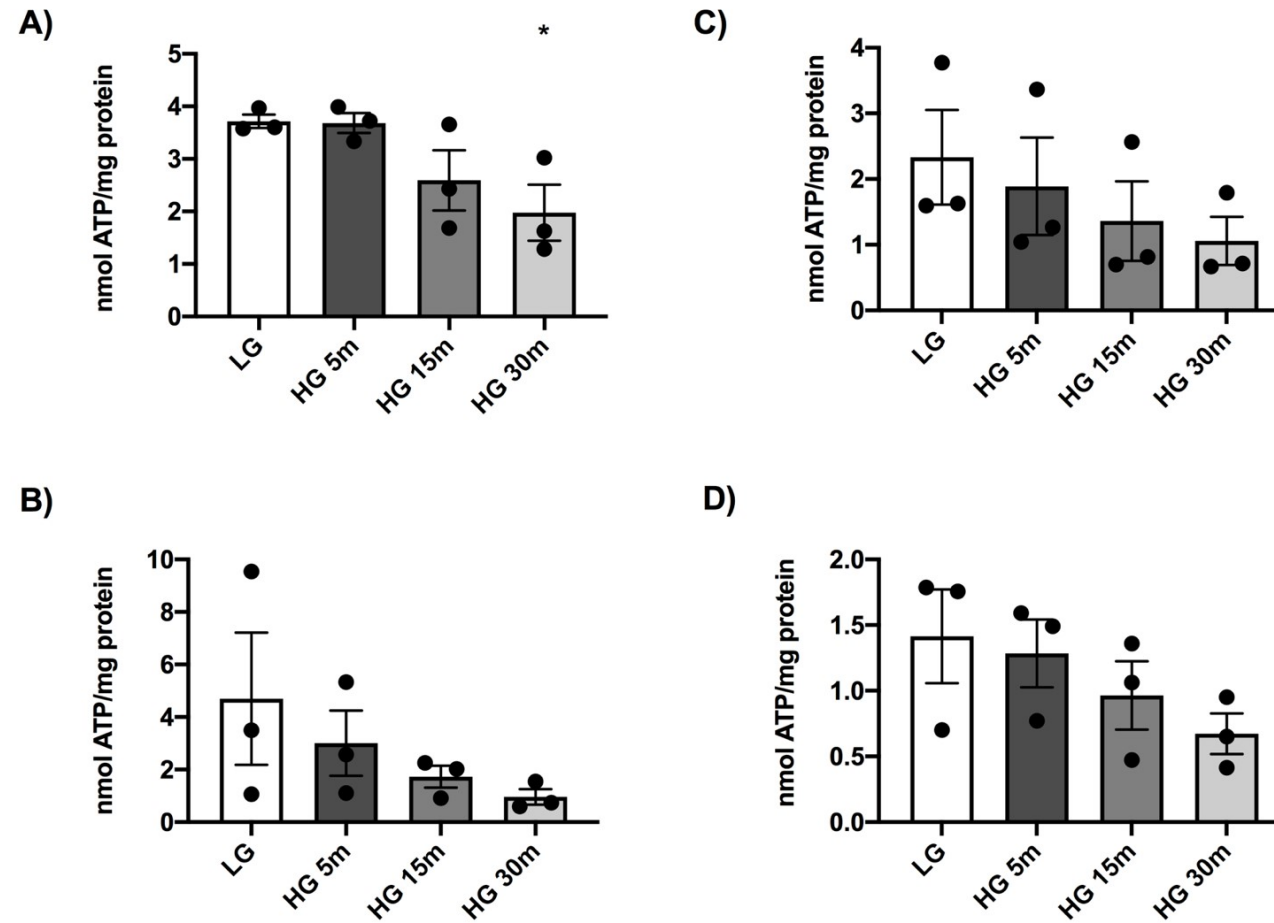 A)
*
nmol ATP/mg protein
5
4
3
2
1
0
LG
HG 5m
HG 15m
HG 30m
C)
nmol ATP/mg protein
4
3
2
1
0
LG
HG 5m
HG 15m
HG 30m
B)
nmol ATP/mg protein
10
8
6
4
2
0
LG
HG 5m
HG 15m
HG 30m
D)
nmol ATP/mg protein
2.0
1.5
1.0
0.5
0.0
LG
HG 5m
HG 15m
HG 30m